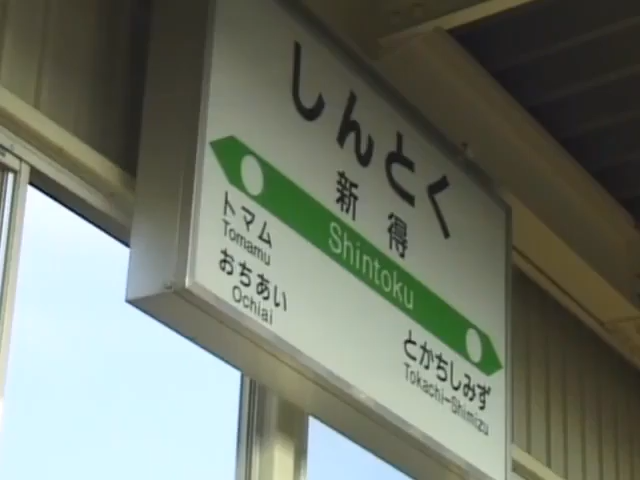 しんとく
新得
Shintoku
トマム
Tomamu
おちあい
Ochiai
とかちしみず
Tokachi-Shimizu